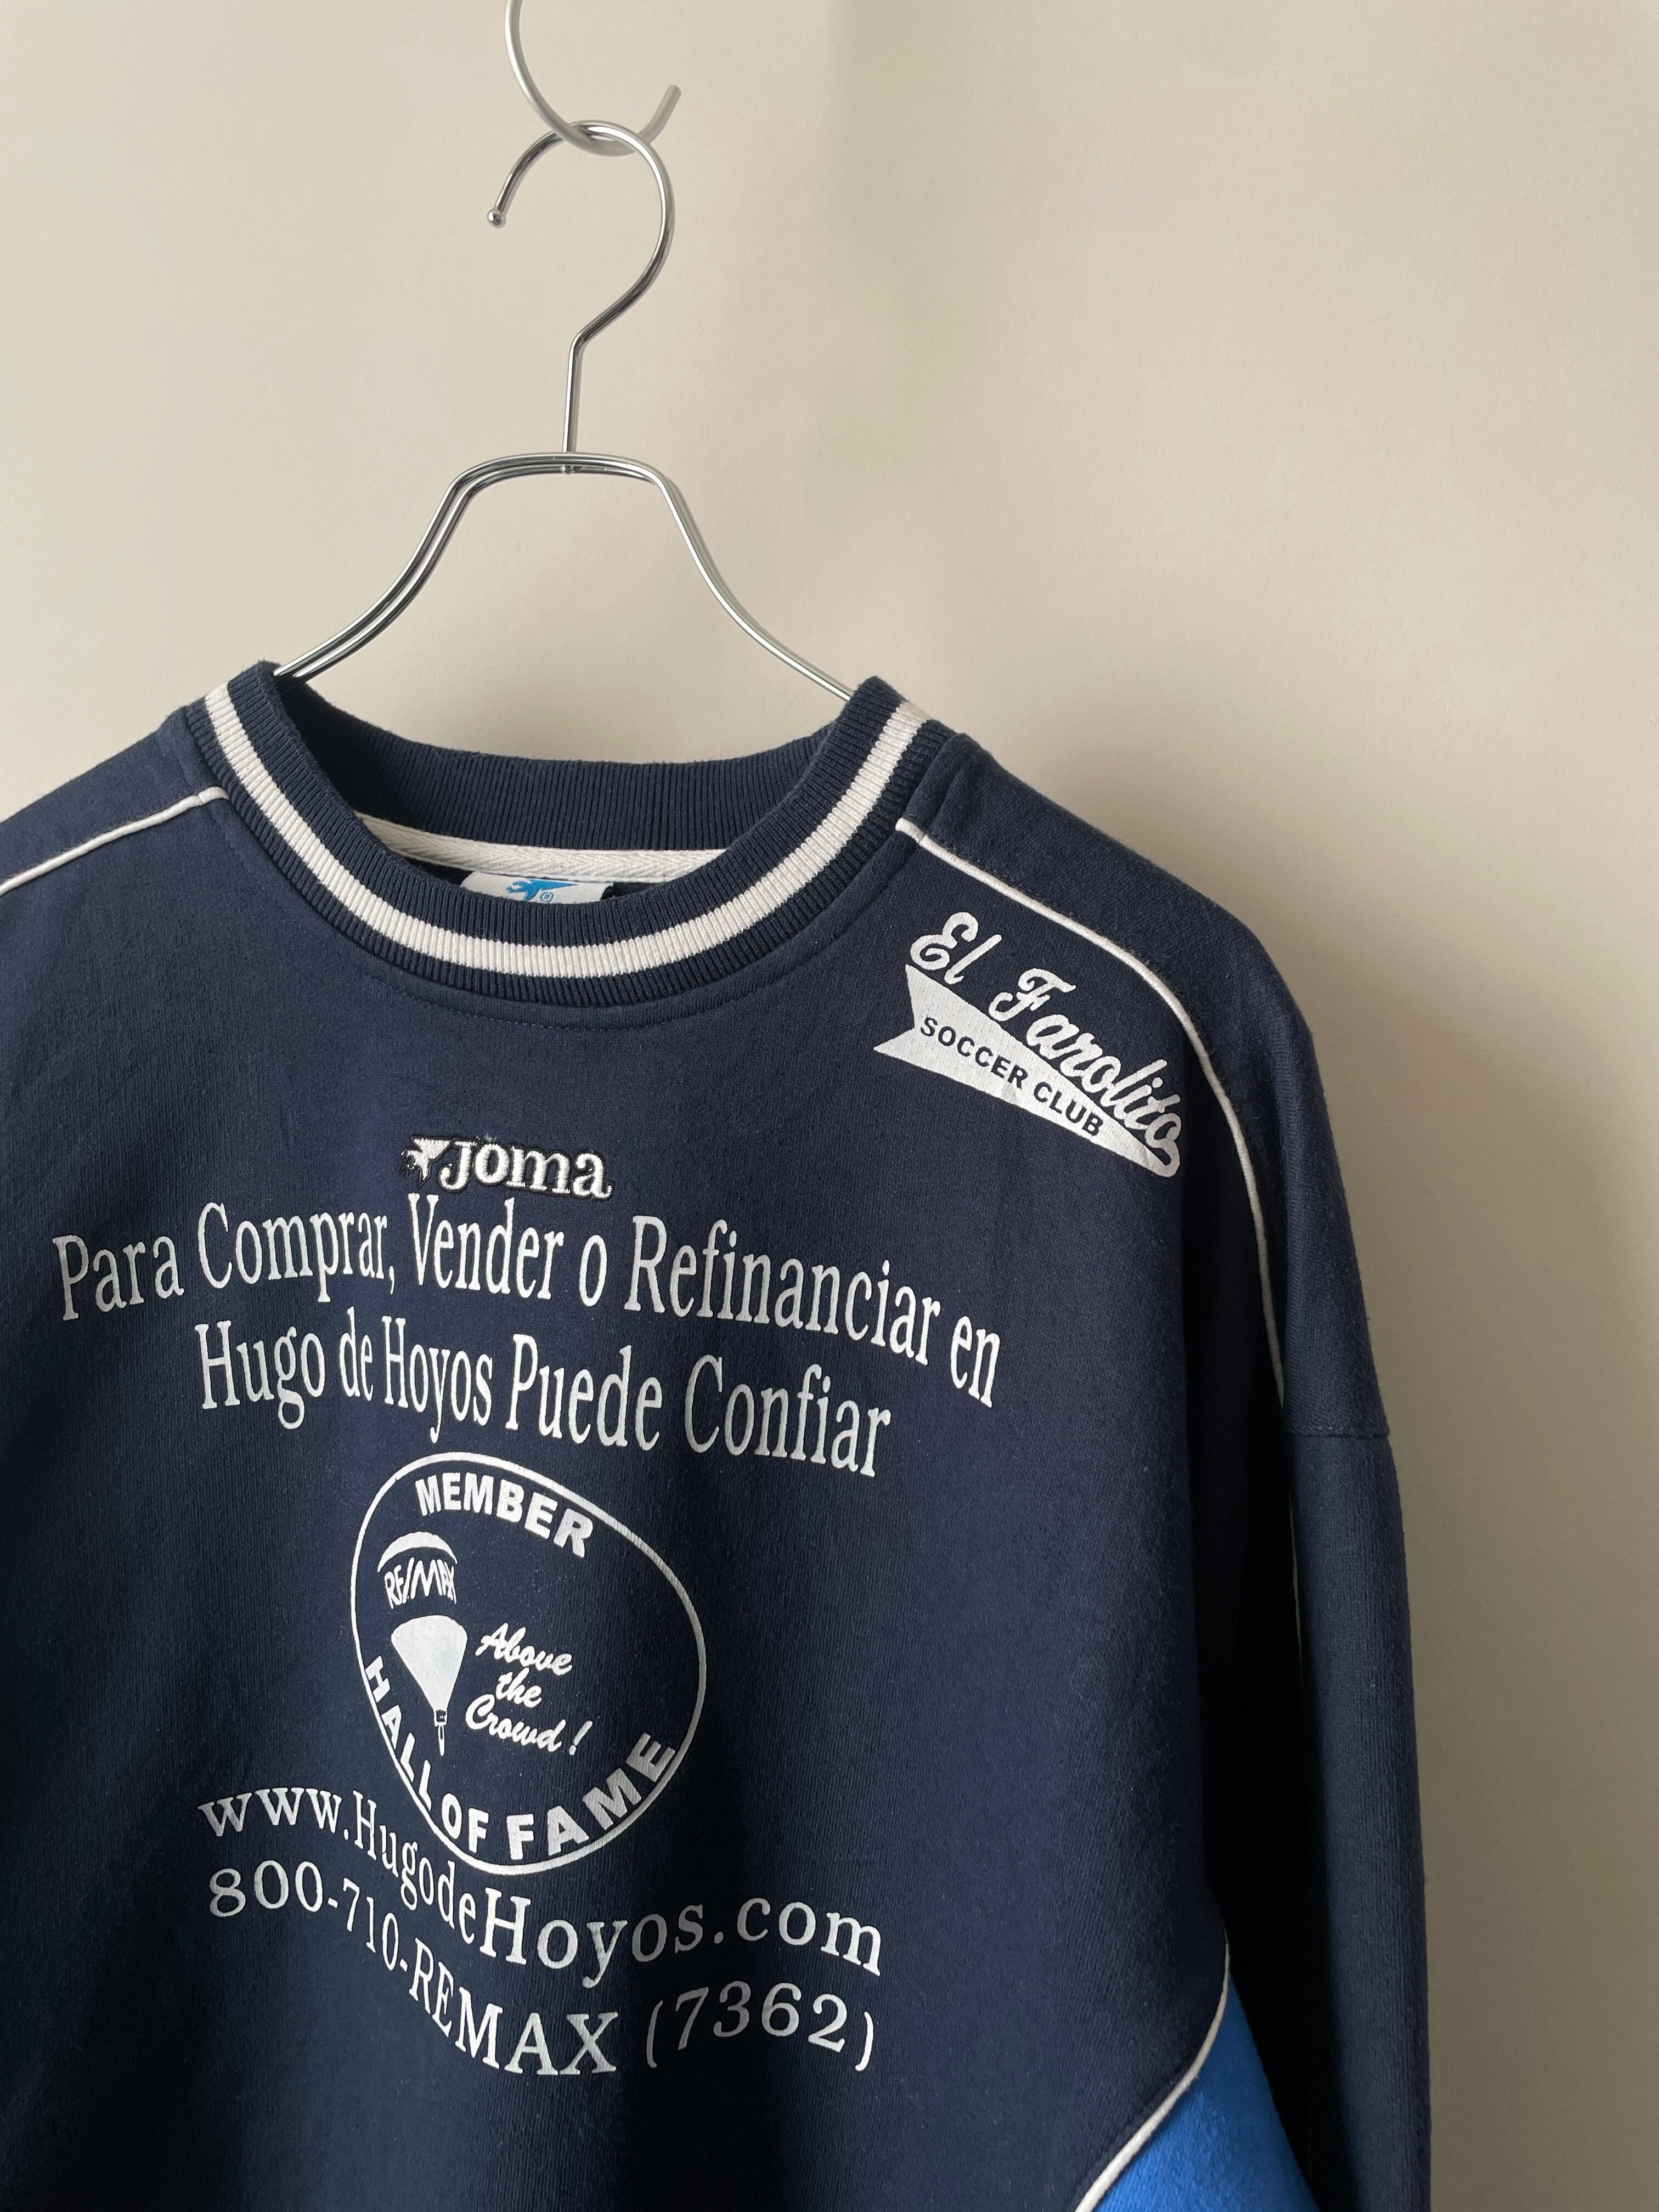 El Farolito
SOCCER CLUB
Joma
Para Comprar, Vender o Refinanciar en
Hugo de Hoyos Puede Confiar
MEMBER
RE/MAX
Above
the
Crowd!
HALL OF FAME
www.HugodeHoyos.com
800-710-REMAX (7362)